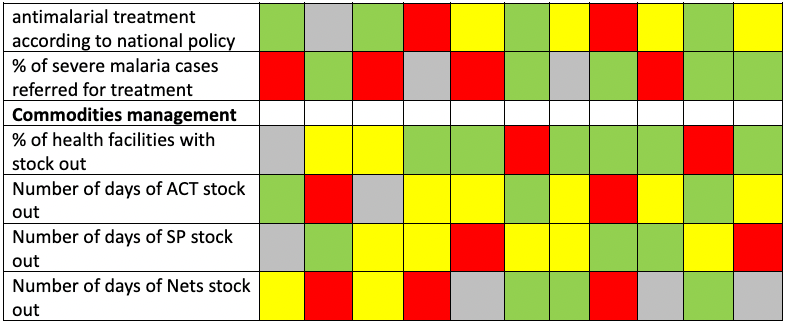 antimalarial treatment
according to national policy
% of severe malaria cases
referred for treatment
Commodities management
% of health facilities with
stock out
Number of days of ACT stock
out
Number of days of SP stock
out
Number of days of Nets stock
out